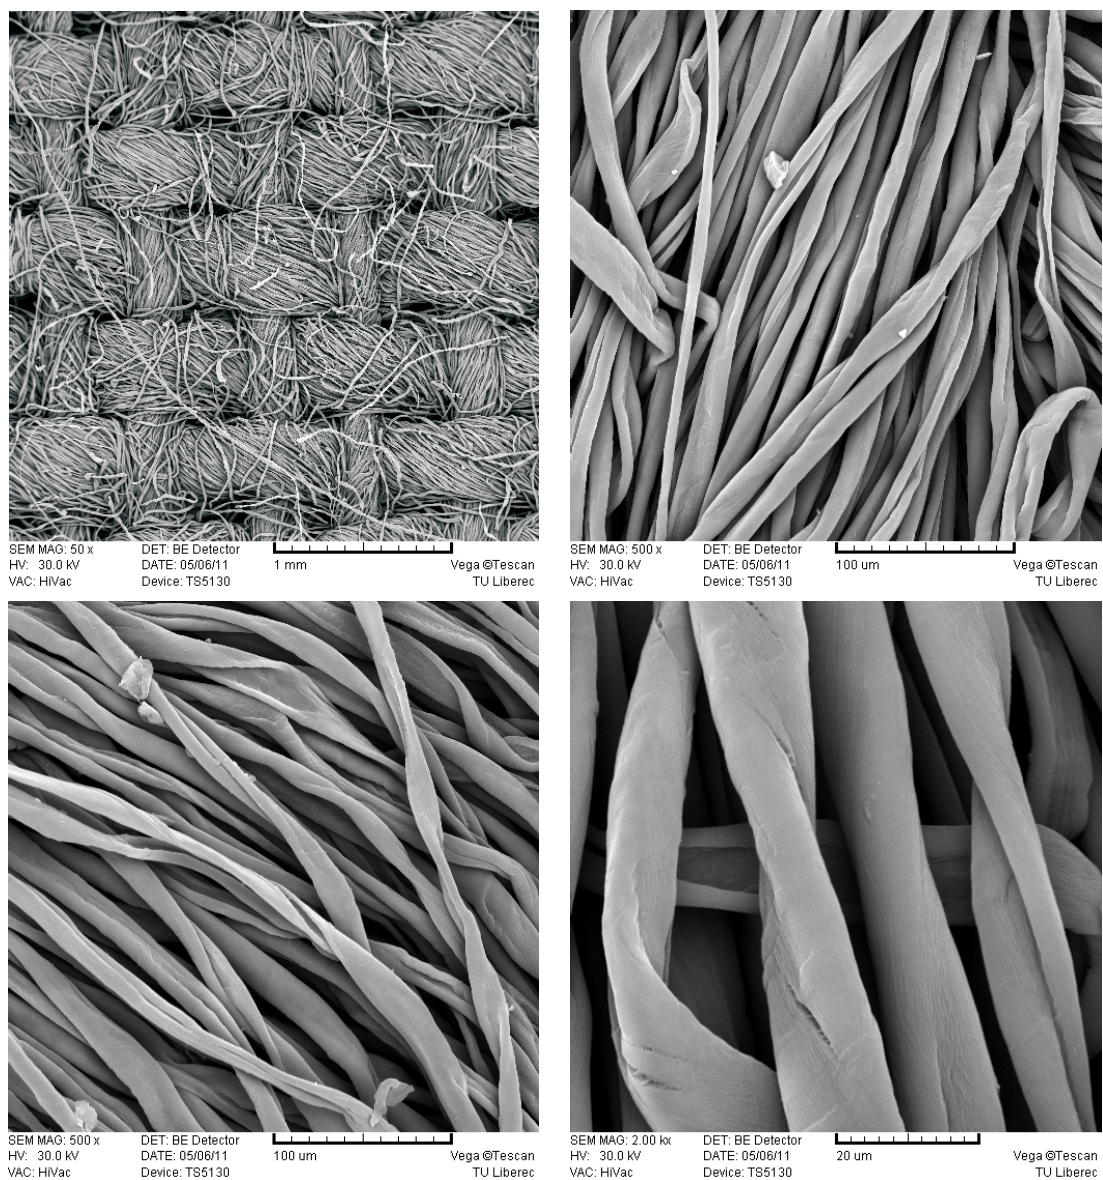 SEM MAG: 50 x DET: BE Detector
HV: 30.0 kV DATE: 05/06/11 1 mm Vega ©Tescan
VAC: HiVac Device: TS5130 TU Liberec
SEM MAG: 500 x DET: BE Detector
HV: 30.0 kV DATE: 05/06/11 100 um Vega ©Tescan
VAC: HiVac Device: TS5130 TU Liberec
SEM MAG: 500 x DET: BE Detector
HV: 30.0 kV DATE: 05/06/11 100 um Vega ©Tescan
VAC: HiVac Device: TS5130 TU Liberec
SEM MAG: 2.00 kx DET: BE Detector
HV: 30.0 kV DATE: 05/06/11 20 um Vega ©Tescan
VAC: HiVac Device: TS5130 TU Liberec